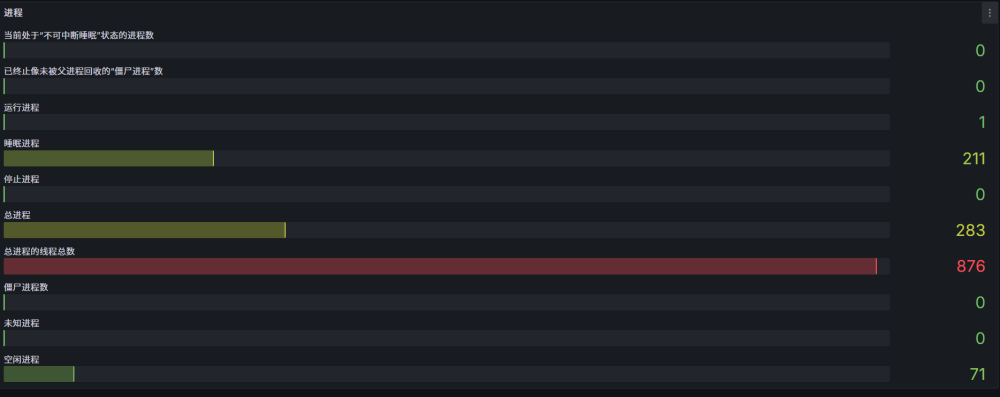 进程
当前处于"不可中断睡眠"状态的进程数
0
已终止像未被父进程回收的"僵尸进程"数
0
运行进程
1
睡眠进程
211
停止进程
0
总进程
283
总进程的线程总数
876
僵尸进程数
0
未知进程
0
空闲进程
71